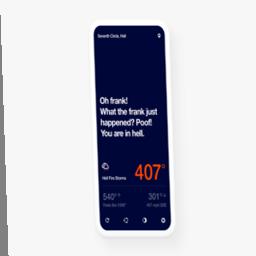 Seventh Circle, Hell
Oh frank!
What the frank just
happened? Poof!
You are in hell.
407°
Hell Fire Storms
540°
301°